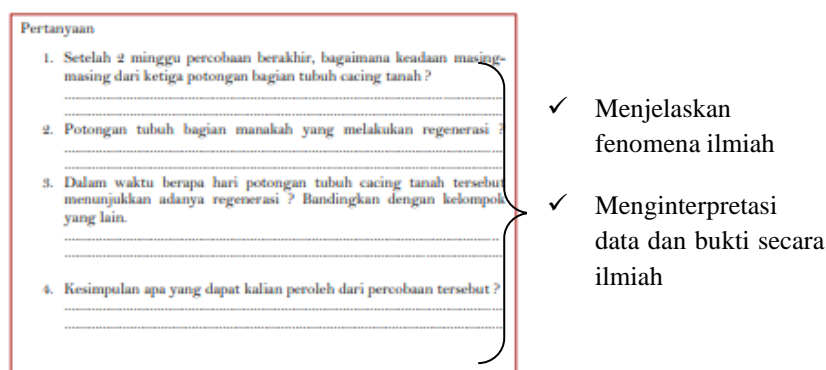 Pertanyaan
1. Setelah 2 minggu percobaan berakhir, bagaimana keadaan masing-
masing dari ketiga potongan bagian tubuh cacing tanah ?
2. Potongan tubuh bagian manakah yang melakukan regenerasi ?
3. Dalam waktu berapa hari potongan tubuh cacing tanah tersebut
menunjukkan adanya regenerasi ? Bandingkan dengan kelompok
yang lain.
4. Kesimpulan apa yang dapat kalian peroleh dari percobaan tersebut ?
✓ Menjelaskan
fenomena ilmiah
✓ Menginterpretasi
data dan bukti secara
ilmiah